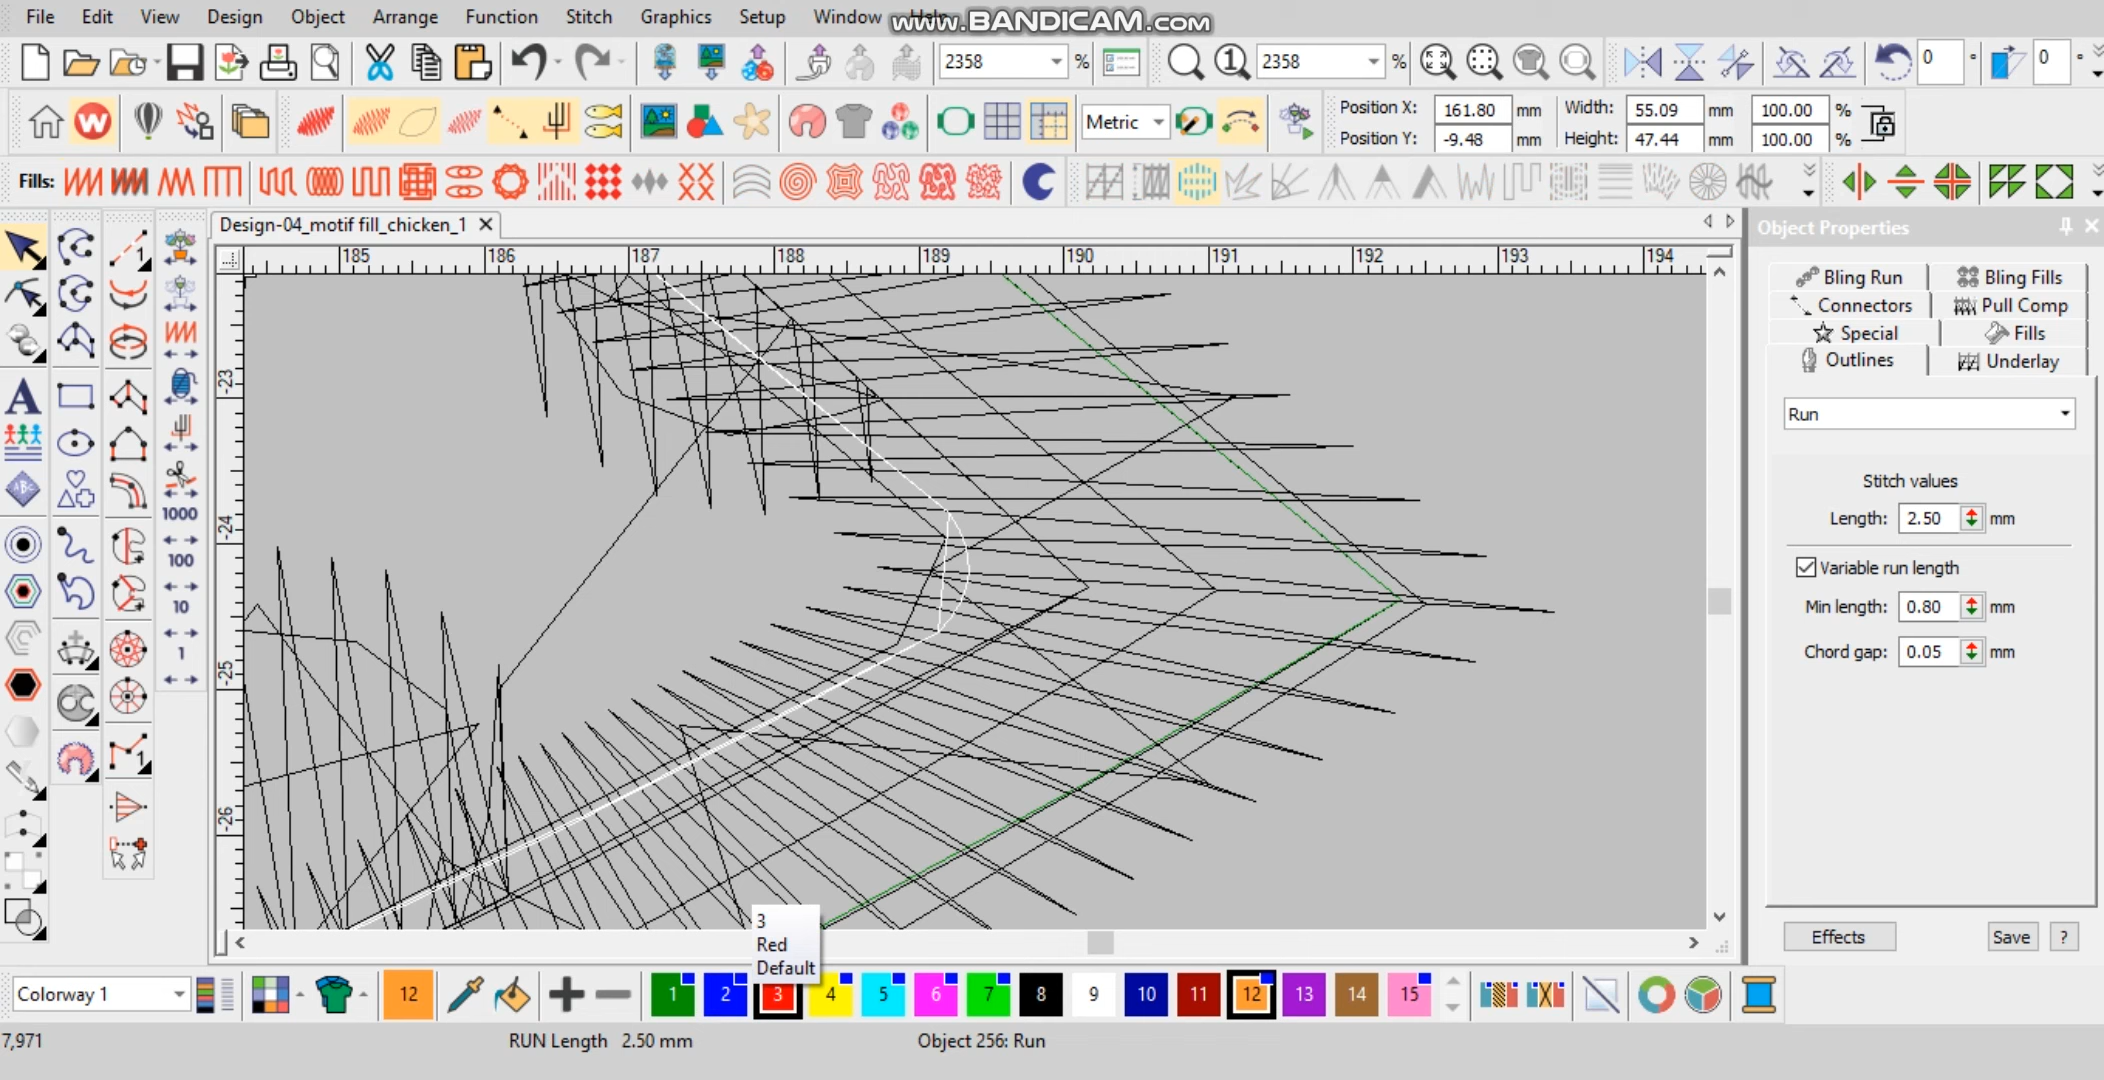 File Edit View Design Object Arrange Function Stitch Graphics Setup Window Help
www.BANDICAM.com
2358 % 1 2358 % 0 ° 0 °
W Metric Position X: 161.80 mm Width: 55.09 mm 100.00 %
Position Y: -9.48 mm Height: 47.44 mm 100.00 %
Fills:
Design-04_motif fill_chicken_1
185 186 187 188 189 190 191 192 193 194
-23
-24
-25
-26
1
A
ABC
1000
100
10
1
1
Object Properties
Bling Run Bling Fills
Connectors Pull Comp
Special Fills
Outlines Underlay
Run
Stitch values
Length: 2.50 mm
Variable run length
Min length: 0.80 mm
Chord gap: 0.05 mm
Effects Save ?
3
Red
Default
Colorway 1 12 1 2 3 4 5 6 7 8 9 10 11 12 13 14 15
7,971 RUN Length 2.50 mm Object 256: Run